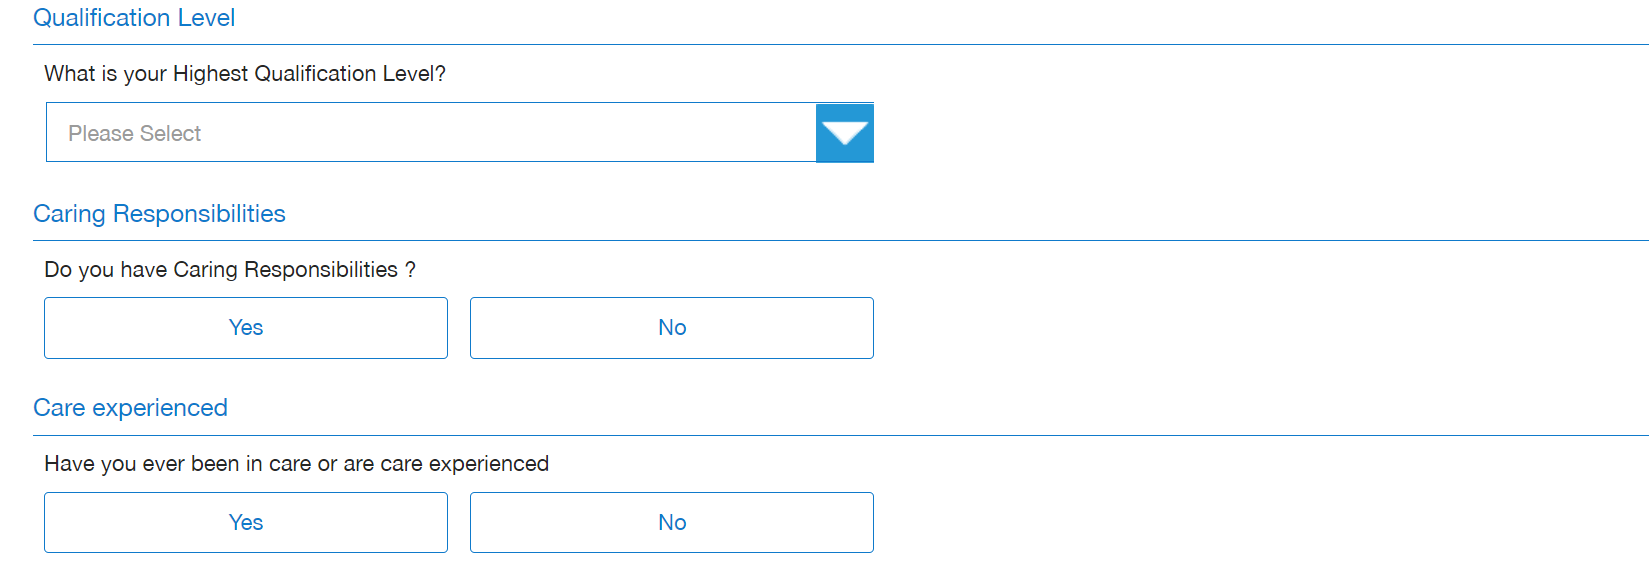 Qualification Level
What is your Highest Qualification Level?
Please Select
Caring Responsibilities
Do you have Caring Responsibilities ?
Yes No
Care experienced
Have you ever been in care or are care experienced
Yes No